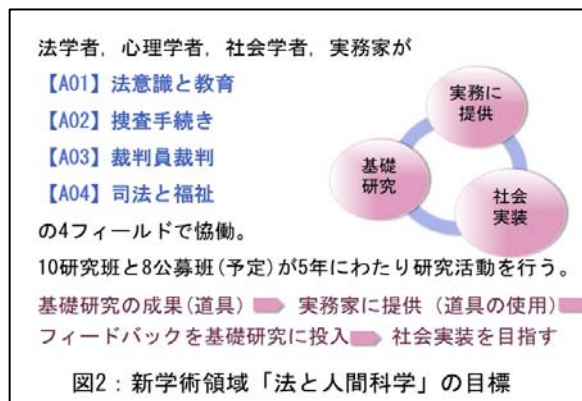 法学者，心理学者，社会学者，実務家が
【A01】法意識と教育
【A02】捜査手続き
【A03】裁判員裁判
【A04】司法と福祉
の4フィールドで協働。
実務に
提供
基礎
研究
社会
実装
10研究班と8公募班(予定)が5年にわたり研究活動を行う。
基礎研究の成果(道具) 実務家に提供（道具の使用）
フィードバックを基礎研究に投入 社会実装を目指す
図2：新学術領域「法と人間科学」の目標